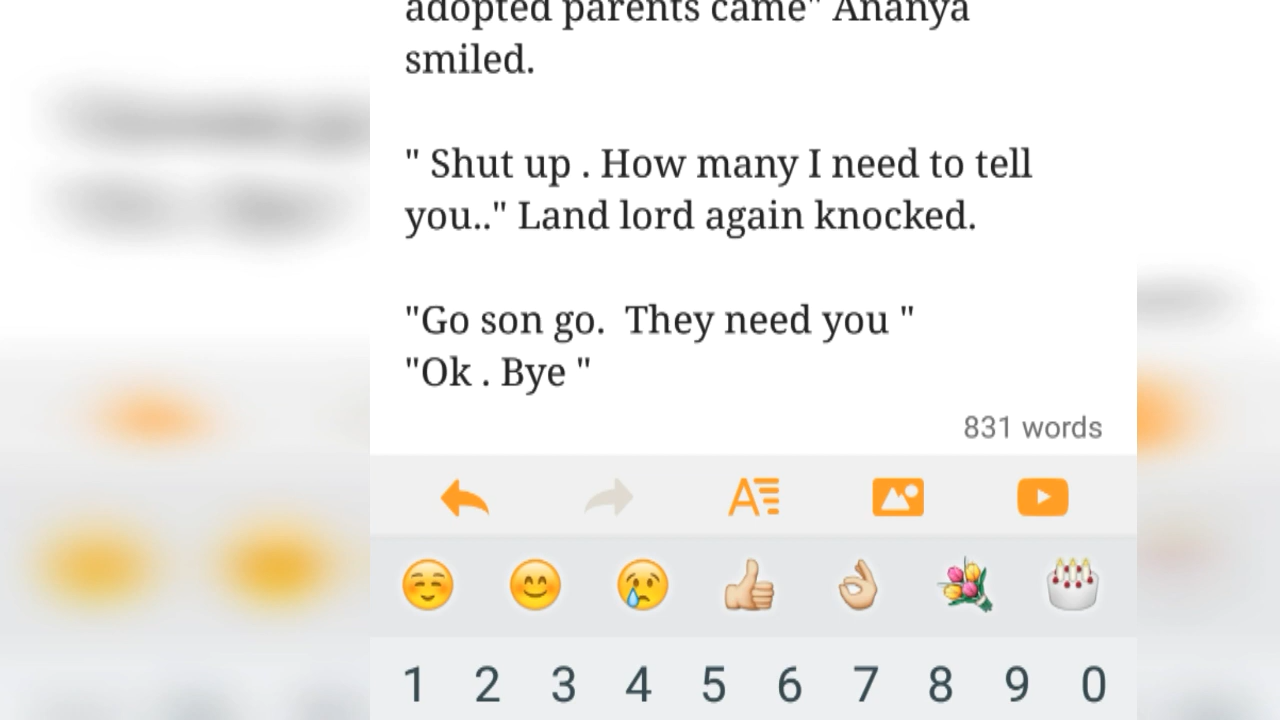 adopted parents came" Ananya
smiled.
" Shut up . How many I need to tell
you.." Land lord again knocked.
"Go son go.  They need you "
"Ok . Bye "
831 words
1 2 3 4 5 6 7 8 9 0